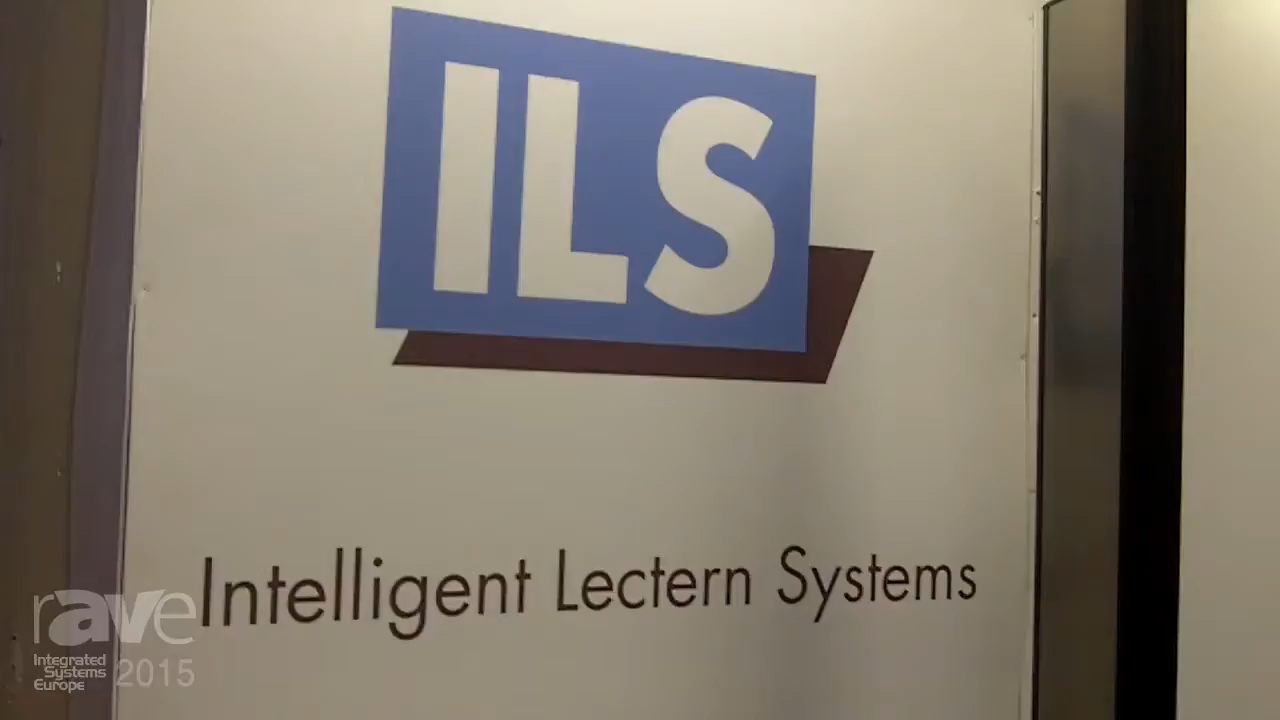 ILS
Intelligent Lectern Systems
rave
Integrated
Systems
Europe
2015